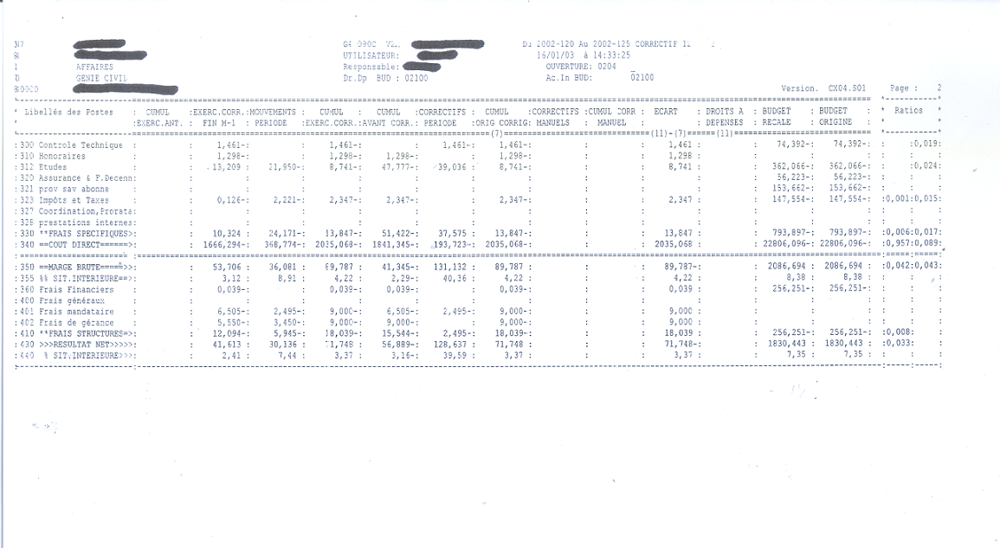 G4 090C
Du 2002-120 Au 2002-125 CORRECTIF 12
UTILISATEUR: 16/01/03 à 14:33:25
1 AFFAIRES Responsable: OUVERTURE: 0204
GENIE CIVIL Dr.Dp BUD : 02100 Ac.In BUD: 02100
Version. CX04.S01 Page : 2
* Libellés des Postes : CUMUL :EXERC.CORR.:MOUVEMENTS : CUMUL : CUMUL :CORRECTIFS : CUMUL :CORRECTIFS :CUMUL CORR : ECART : DROITS A : BUDGET : BUDGET : * Ratios *
* :EXERC.ANT. : FIN M-1 : PERIODE :EXERC.CORR.:AVANT CORR.: PERIODE :ORIG CORRIG: MANUELS : MANUEL : : DEPENSES : RECALE : ORIGINE : * *
(7) (11)-(7) (11)
: 300 Controle Technique : : 1,461-: : 1,461-: : 1,461-: 1,461-: : : 1,461 : : 74,392-: 74,392-: : :0,019:
: 310 Honoraires : : 1,298-: : 1,298-: 1,298-: : 1,298-: : : 1,298 : : : : : : :
: 312 Etudes : : 13,209 : 21,950-: 8,741-: 47,777-: 39,036 : 8,741-: : : 8,741 : : 362,066-: 362,066-: : :0,024:
: 320 Assurance & F.Decenn: : : : : : : : : : : : 56,223-: 56,223-: : : :
: 321 prov sav abonne : : : : : : : : : : : : 153,662-: 153,662-: : : :
: 323 Impôts et Taxes : : 0,126-: 2,221-: 2,347-: 2,347-: : 2,347-: : : 2,347 : : 147,554-: 147,554-: :0,001:0,015:
: 327 Coordination,Prorata: : : : : : : : : : : : : : : : :
: 328 prestations internes: : : : : : : : : : : : : : : : :
: 330 **FRAIS SPECIFIQUES>: : 10,324 : 24,171-: 13,847-: 51,422-: 37,575 : 13,847-: : : 13,847 : : 793,897-: 793,897-: :0,006:0,017:
: 340 ==COUT DIRECT======>: : 1666,294-: 368,774-: 2035,068-: 1841,345-: 193,723-: 2035,068-: : : 2035,068 : : 22806,096-: 22806,096-: :0,957:0,089:
: 350 ==MARGE BRUTE=====>>: : 53,706 : 36,081 : 89,787 : 41,345-: 131,132 : 89,787 : : : 89,787-: : 2086,694 : 2086,694 : :0,042:0,043:
: 355 %% SIT.INTERIEURE==>: : 3,12 : 8,91 : 4,22 : 2,29-: 40,36 : 4,22 : : : 4,22 : : 8,38 : 8,38 : : : :
: 360 Frais Financiers : : 0,039-: : 0,039-: 0,039-: : 0,039-: : : 0,039 : : 256,251-: 256,251-: : : :
: 400 Frais généraux : : : : : : : : : : : : : : : : :
: 401 Frais mandataire : : 6,505-: 2,495-: 9,000-: 6,505-: 2,495-: 9,000-: : : 9,000 : : : : : : :
: 402 Frais de gérance : : 5,550-: 3,450-: 9,000-: 9,000-: : 9,000-: : : 9,000 : : : : : : :
: 410 **FRAIS STRUCTURES=>: : 12,094-: 5,945-: 18,039-: 15,544-: 2,495-: 18,039-: : : 18,039 : : 256,251-: 256,251-: :0,008: :
: 430 >>>RESULTAT NET>>>>>: : 41,613 : 30,136 : 71,748 : 56,889-: 128,637 : 71,748 : : : 71,748-: : 1830,443 : 1830,443 : :0,033: :
: 440 % SIT.INTERIEURE>>>>: : 2,41 : 7,44 : 3,37 : 3,16-: 39,59 : 3,37 : : : 3,37 : : 7,35 : 7,35 : : : :